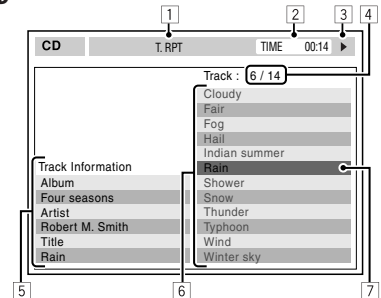 1 2 3 4
CD T. RPT TIME 00:14
Track : 6 / 14
Cloudy
Fair
Fog
Hail
Indian summer
Track Information Rain
Album Shower
Four seasons Snow
Artist Thunder
Robert M. Smith Typhoon
Title Wind
Rain Winter sky
5 6 7